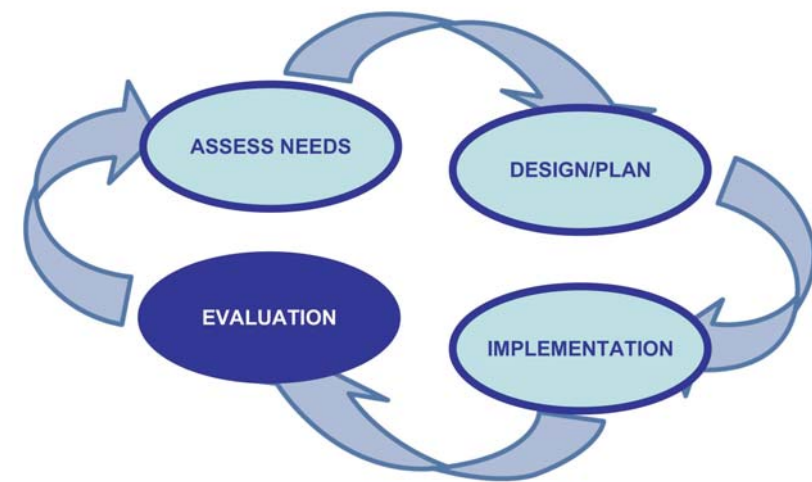 ASSESS NEEDS
DESIGN/PLAN
IMPLEMENTATION
EVALUATION